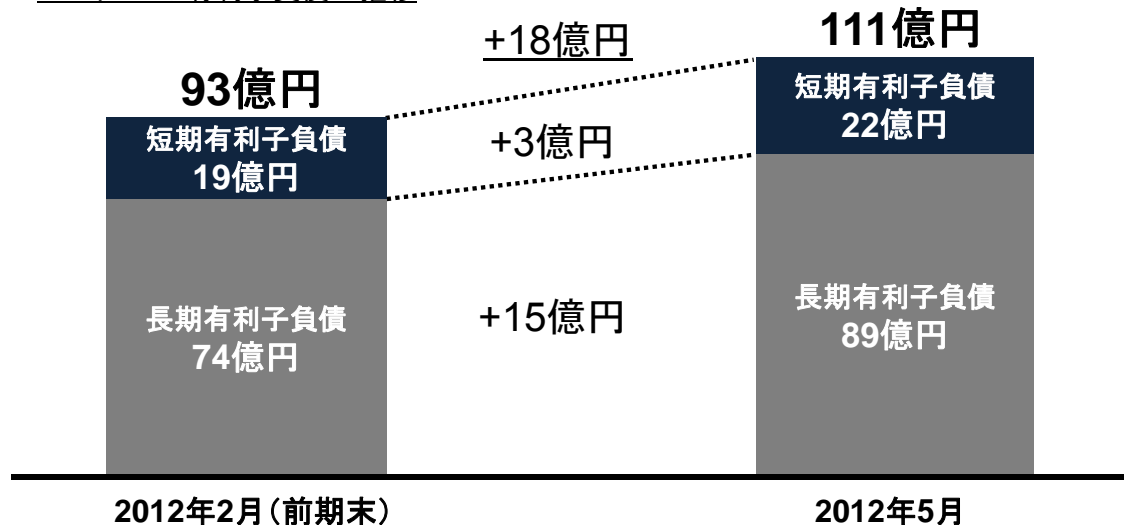 111億円
+18億円
93億円
短期有利子負債
22億円
短期有利子負債
19億円
+3億円
長期有利子負債
89億円
+15億円
長期有利子負債
74億円
2012年2月（前期末）
2012年5月